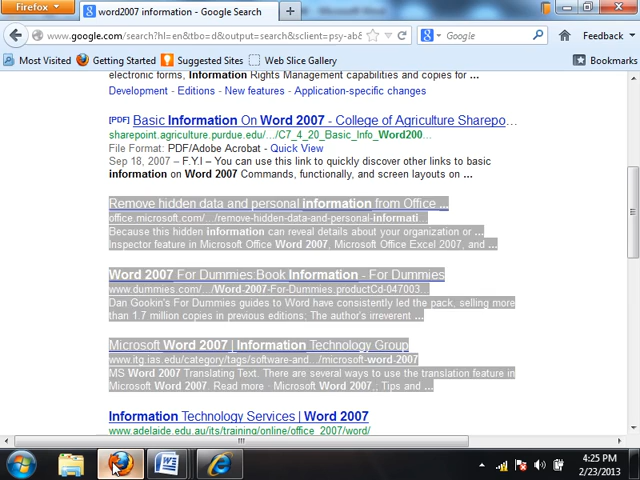 Firefox
word2007 information - Google Search
www.google.com/search?hl=en&tbo=d&output=search&sclient=psy-ab&
Google
Feedback
Most Visited
Getting Started
Suggested Sites
Web Slice Gallery
Bookmarks
electronic forms, Information Rights Management capabilities and copies for ...
Development - Editions - New features - Application-specific changes
[PDF] Basic Information On Word 2007 - College of Agriculture Sharepo...
sharepoint.agriculture.purdue.edu/.../C7_4_20_Basic_Info_Word200...
File Format: PDF/Adobe Acrobat - Quick View
Sep 18, 2007 – F.Y.I – You can use this link to quickly discover other links to basic
information on Word 2007 Commands, functionally, and screen layouts on ...
Remove hidden data and personal information from Office ...
office.microsoft.com/.../remove-hidden-data-and-personal-informati...
Because this hidden information can reveal details about your organization or ...
Inspector feature in Microsoft Office Word 2007, Microsoft Office Excel 2007, and ...
Word 2007 For Dummies Book Information - For Dummies
www.dummies.com/.../Word-2007-For-Dummies.productCd-047003...
Dan Gookin's For Dummies guides to Word have consistently led the pack, selling more
than 1.7 million copies in previous editions; The author's irreverent ...
Microsoft Word 2007 | Information Technology Group
www.itg.ias.edu/category/tags/software-and.../microsoft-word-2007
MS Word 2007 Translating Text. There are several ways to use the translation feature in
Microsoft Word 2007. Read more · Microsoft Word 2007:: Tips and ...
Information Technology Services | Word 2007
www.adelaide.edu.au/its/training/online/office_2007/word/
4:25 PM
2/23/2013